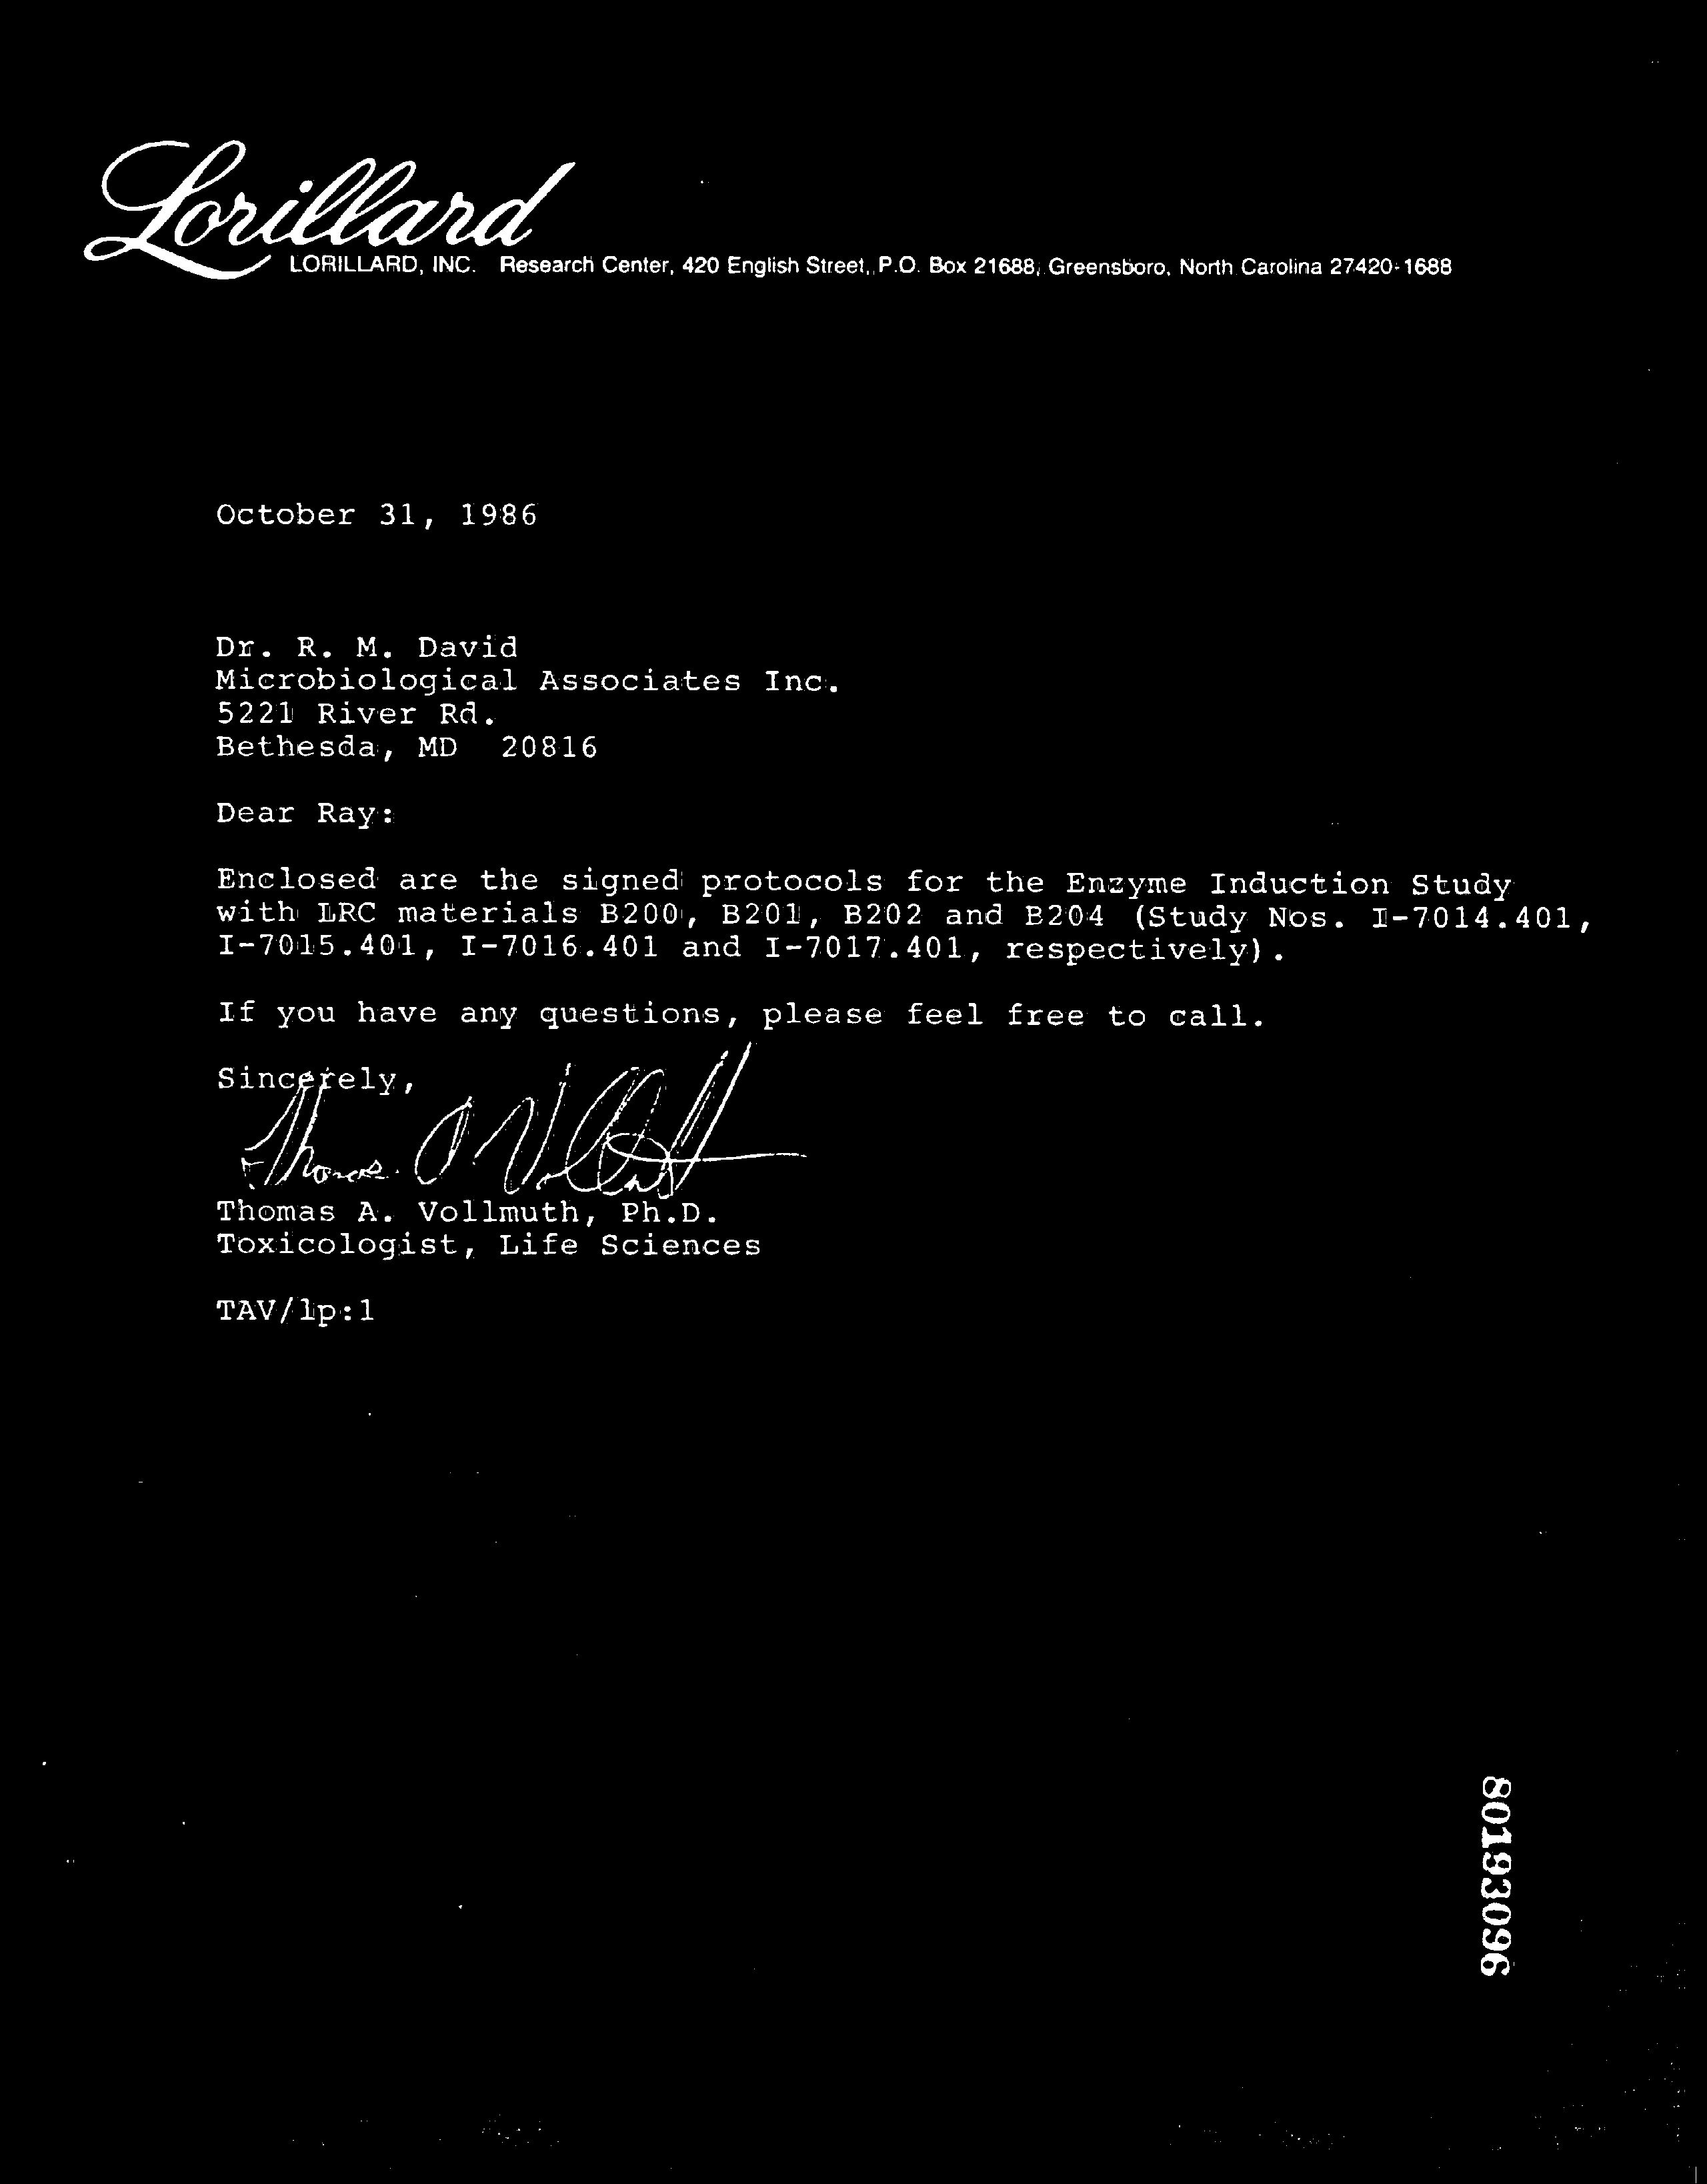 Lorillard
LORILLARD, INC. Research Center, 420 English Street, P.O. Box 21688, Greensboro, North Carolina 27420-1688
October 31, 1986
Dr. R. M. David
Microbiological Associates Inc.
5221 River Rd.
Bethesda, MD 20816
Dear Ray:
Enclosed are the signed protocols for the Enzyme Induction Study
with LRC materials B200, B201, B202 and B204 (Study Nos. I-7014.401,
I-7015.401, I-7016.401 and I-7017.401, respectively).
If you have any questions, please feel free to call.
Sincerely,
Thomas A Vollmuth
Thomas A. Vollmuth, Ph.D.
Toxicologist, Life Sciences
TAV/lp:1
80193096